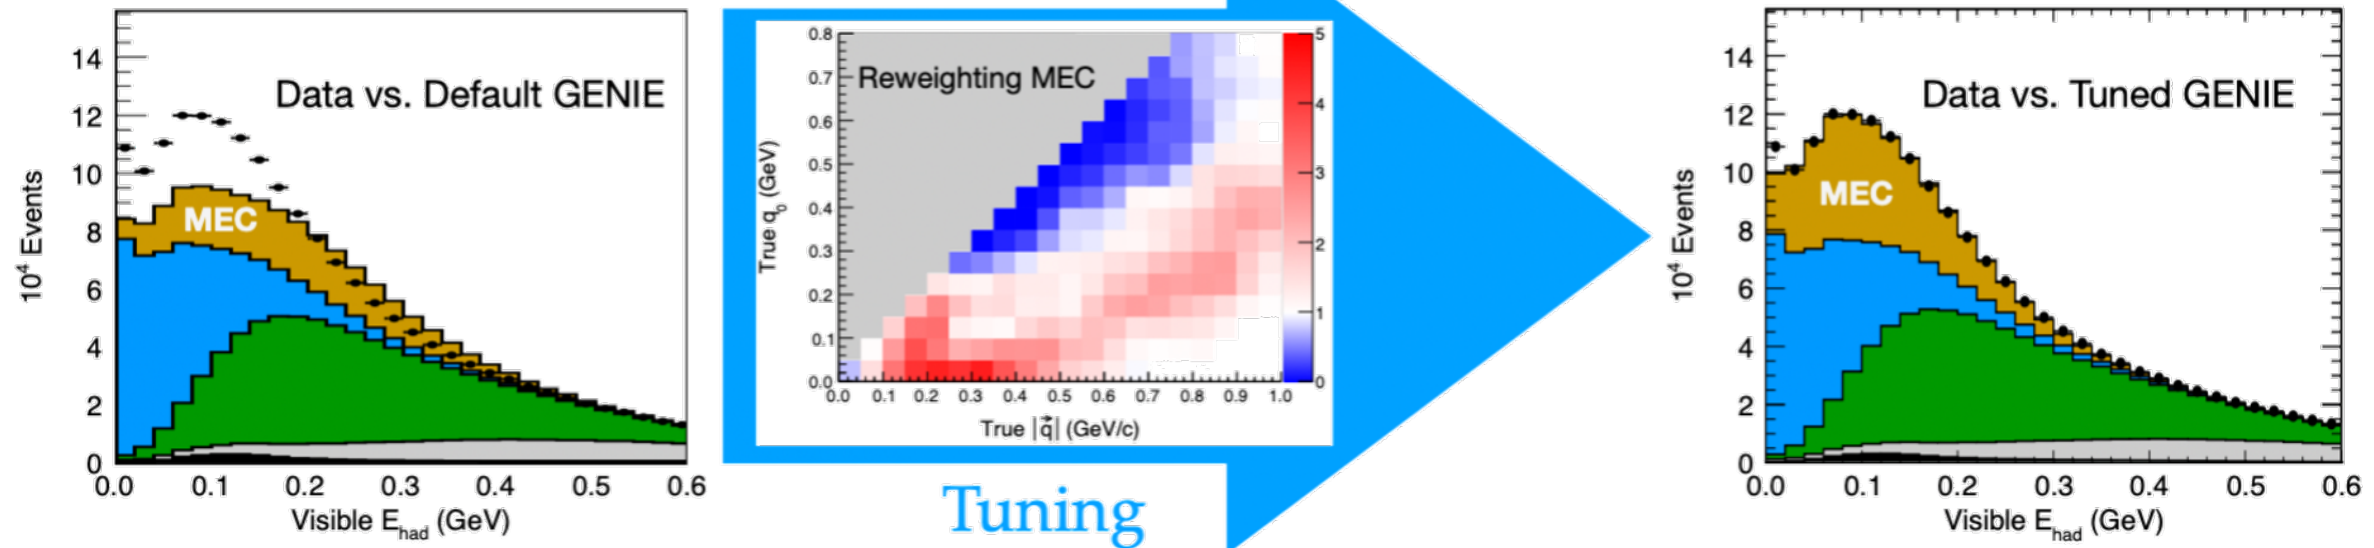 Data vs. Default GENIE
MEC
10⁴ Events
14
12
10
8
6
4
2
0
0.0 0.1 0.2 0.3 0.4 0.5 0.6
Visible E_had (GeV)
Reweighting MEC
True q_0 (GeV)
0.8
0.7
0.6
0.5
0.4
0.3
0.2
0.1
0.0
0.0 0.1 0.2 0.3 0.4 0.5 0.6 0.7 0.8 0.9 1.0
True |q⃗| (GeV/c)
5
4
3
2
1
0
Tuning
Data vs. Tuned GENIE
MEC
10⁴ Events
14
12
10
8
6
4
2
0
0.0 0.1 0.2 0.3 0.4 0.5 0.6
Visible E_had (GeV)